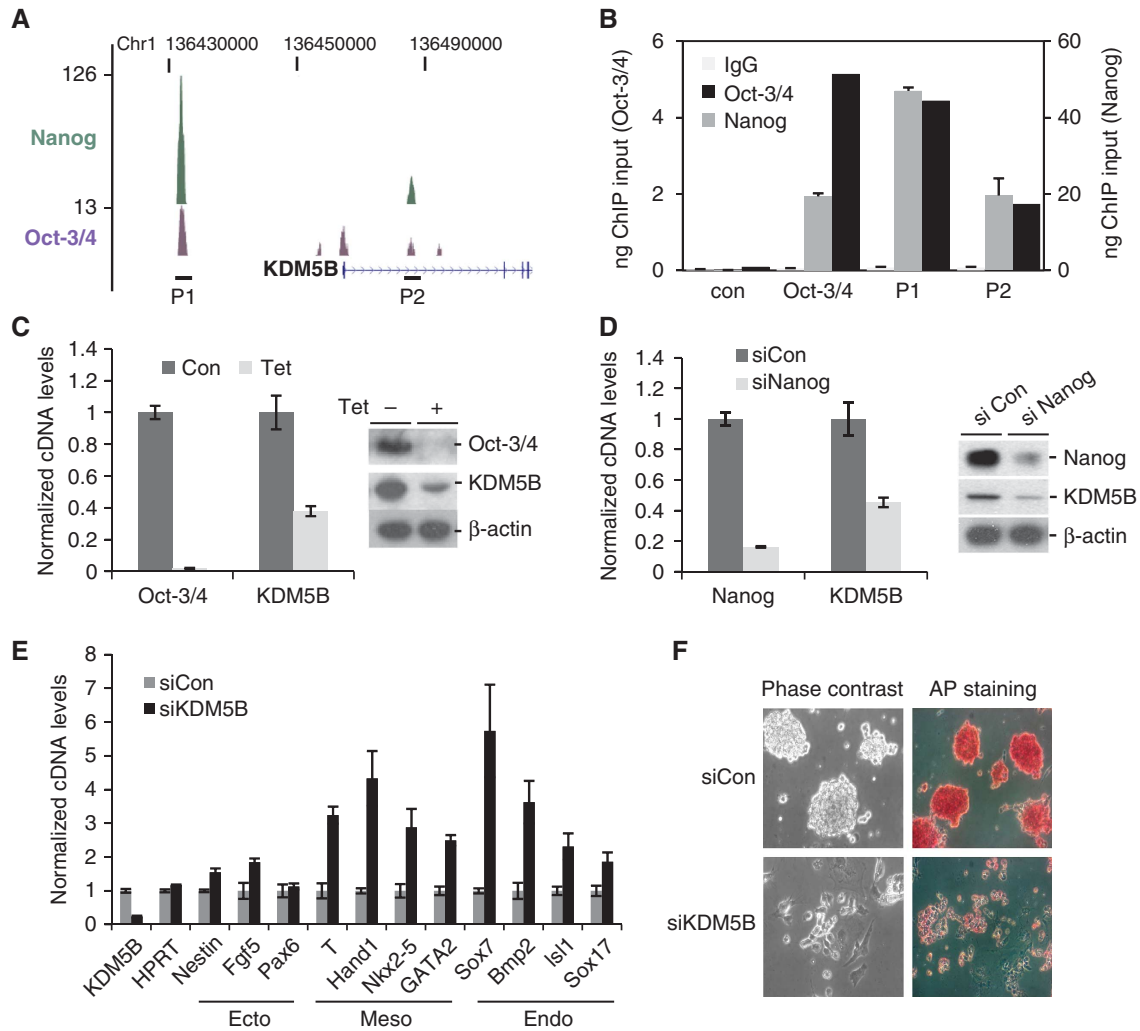 A
Chr1 136430000 136450000 136490000
126
Nanog
13
Oct-3/4
KDM5B
P1 P2
B
6 60
4 40
2 20
0 0
ng ChIP input (Oct-3/4)
ng ChIP input (Nanog)
IgG
Oct-3/4
Nanog
con Oct-3/4 P1 P2
C
Normalized cDNA levels
1.4
1.2
1
0.8
0.6
0.4
0.2
0
Con Tet
Oct-3/4 KDM5B
Tet – +
Oct-3/4
KDM5B
β-actin
D
Normalized cDNA levels
1.4
1.2
1
0.8
0.6
0.4
0.2
0
siCon
siNanog
Nanog KDM5B
si Con si Nanog
Nanog
KDM5B
β-actin
E
Normalized cDNA levels
8
7
6
5
4
3
2
1
0
siCon
siKDM5B
KDM5B HPRT Nestin Fgf5 Pax6 T Hand1 Nkx2-5 GATA2 Sox7 Bmp2 Isl1 Sox17
Ecto Meso Endo
F
Phase contrast AP staining
siCon
siKDM5B